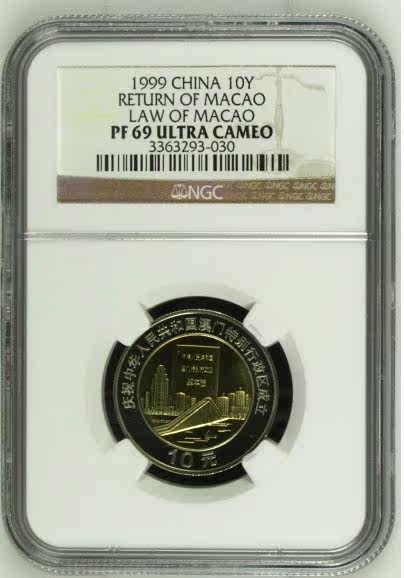 1999 CHINA 10Y
RETURN OF MACAO
LAW OF MACAO
PF 69 ULTRA CAMEO
3363293-030
NGC
庆祝中华人民共和国澳门特别行政区成立
10元